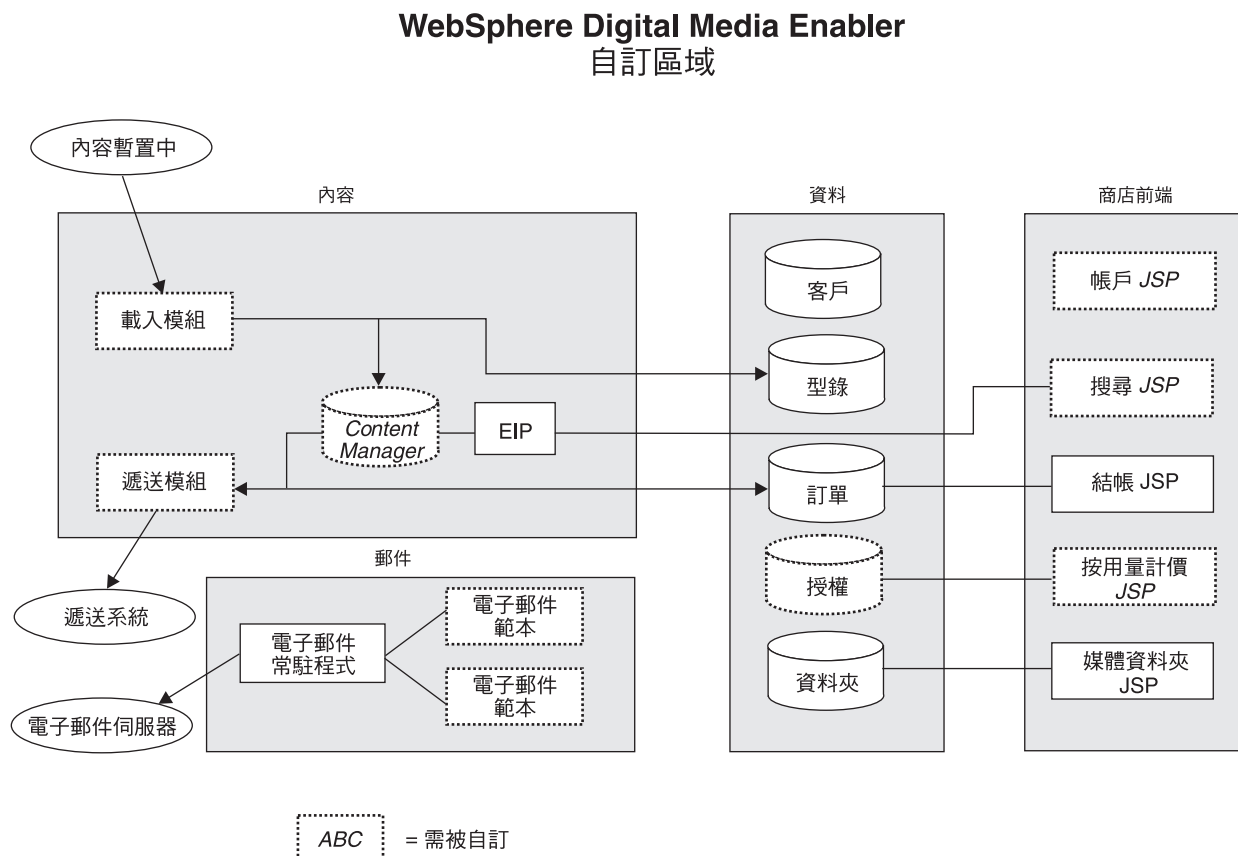 WebSphere Digital Media Enabler
自訂區域
內容暫置中
內容
載入模組
Content
Manager
EIP
遞送模組
遞送系統
郵件
電子郵件
常駐程式
電子郵件
範本
電子郵件
範本
電子郵件伺服器
資料
客戶
型錄
訂單
授權
資料夾
商店前端
帳戶 JSP
搜尋 JSP
結帳 JSP
按用量計價
JSP
媒體資料夾
JSP
ABC = 需被自訂